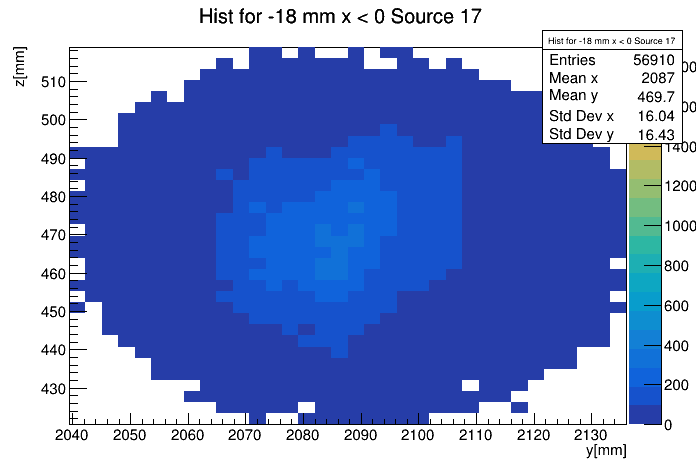 Hist for -18 mm x < 0 Source 17
Hist for -18 mm x < 0 Source 17
Entries 56910
Mean x 2087
Mean y 469.7
Std Dev x 16.04
Std Dev y 16.43
z[mm]
510
500
490
480
470
460
450
440
430
2040 2050 2060 2070 2080 2090 2100 2110 2120 2130
y[mm]
1400
1200
1000
800
600
400
200
0